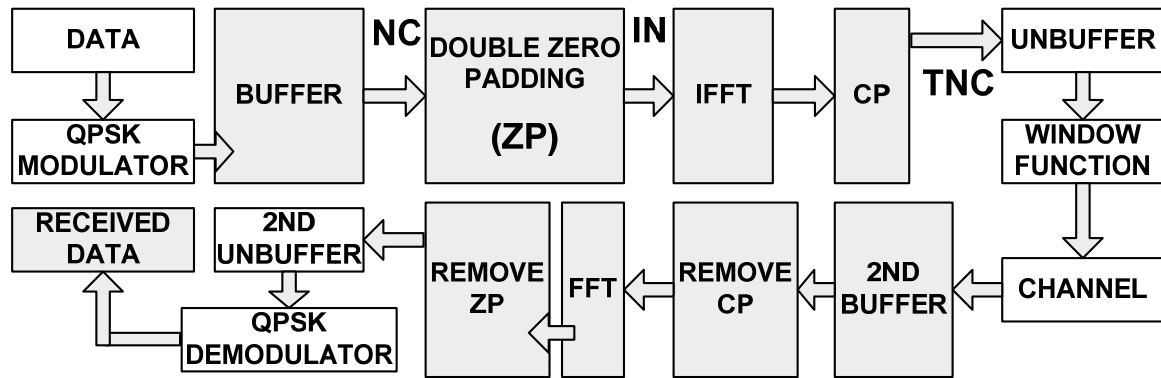 DATA
QPSK
MODULATOR
BUFFER
NC
DOUBLE ZERO
PADDING
(ZP)
IN
IFFT
CP
TNC
UNBUFFER
WINDOW
FUNCTION
CHANNEL
2ND
BUFFER
REMOVE
CP
FFT
REMOVE
ZP
2ND
UNBUFFER
QPSK
DEMODULATOR
RECEIVED
DATA